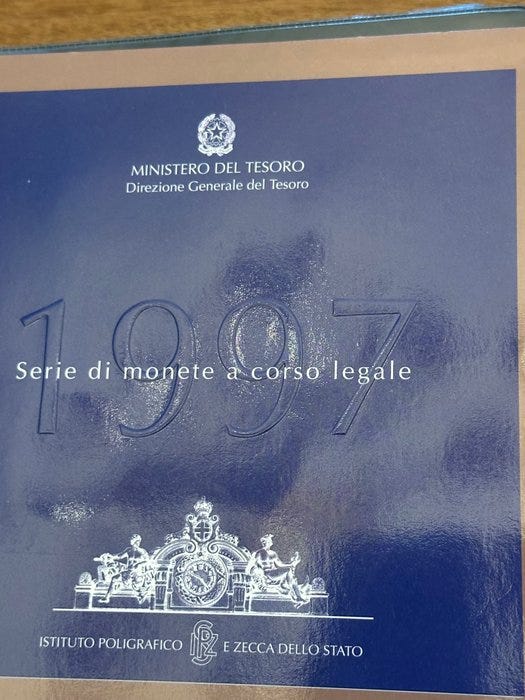 MINISTERO DEL TESORO
Direzione Generale del Tesoro
1997
Serie di monete a corso legale
ISTITUTO POLIGRAFICO E ZECCA DELLO STATO